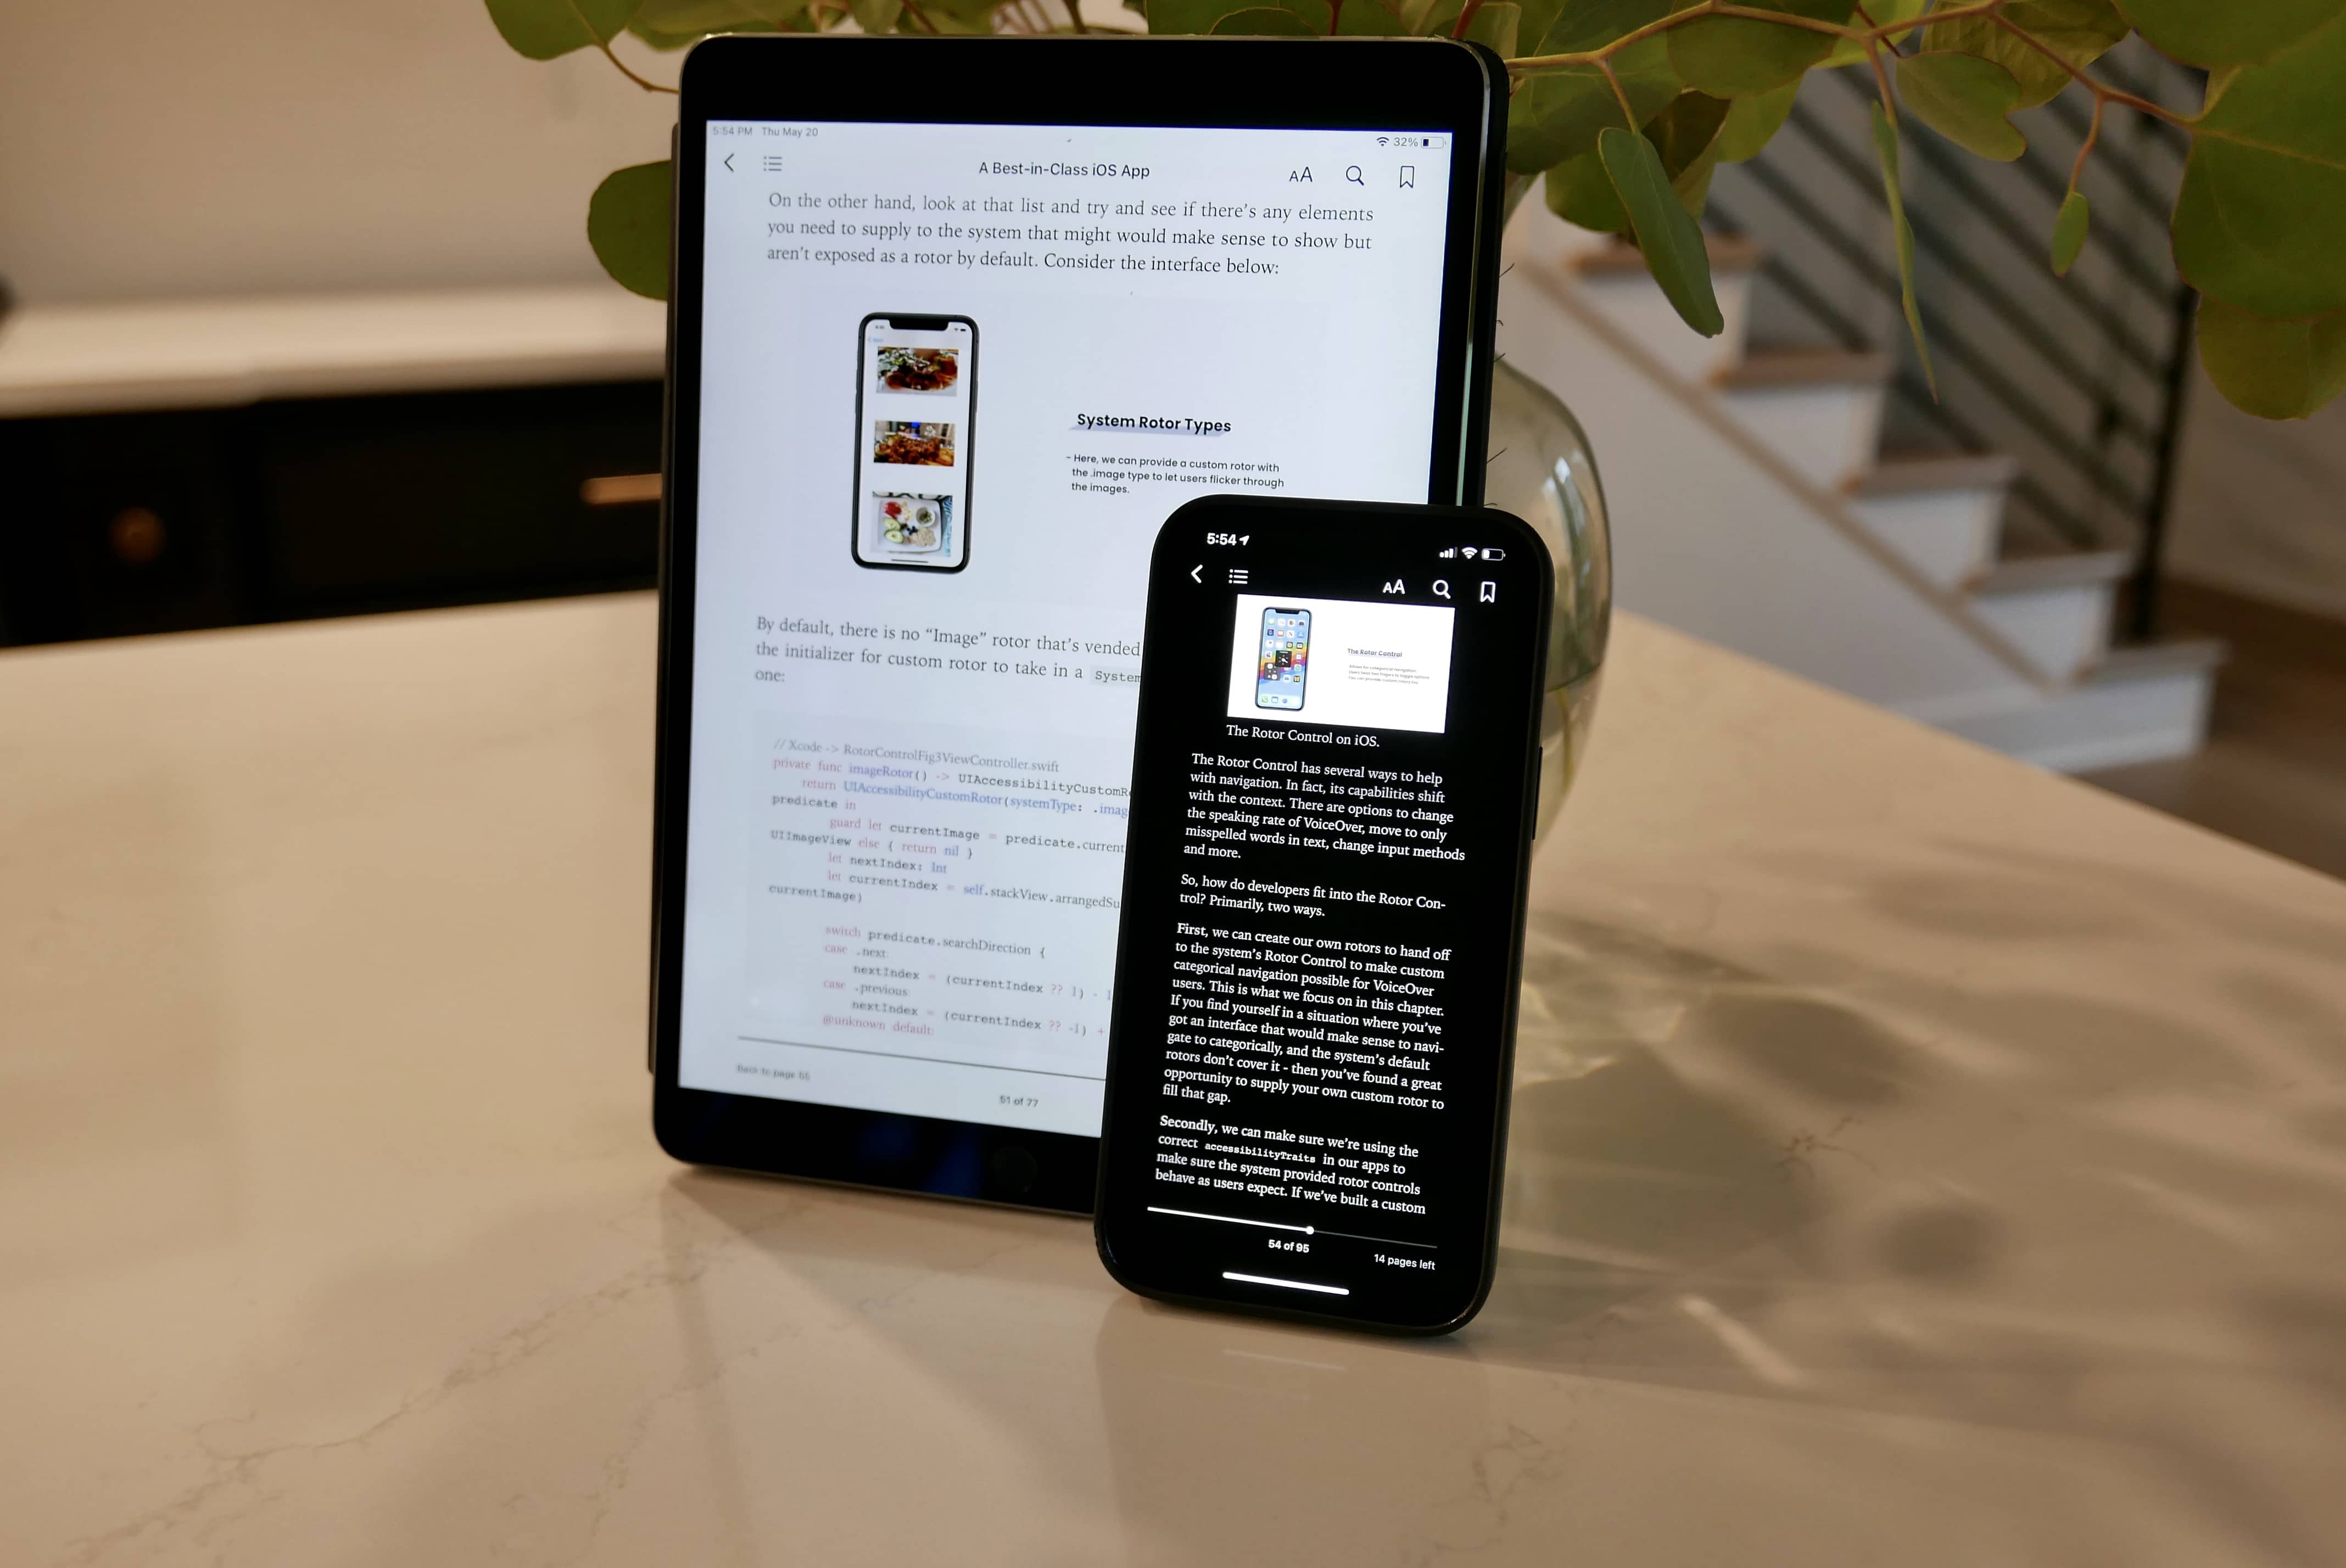 5:54 PM Thu May 20
32%
A Best-in-Class iOS App
AA
On the other hand, look at that list and try and see if there's any elements
you need to supply to the system that might would make sense to show but
aren't exposed as a rotor by default. Consider the interface below:
System Rotor Types
- Here, we can provide a custom rotor with
the .image type to let users flicker through
the images.
By default, there is no “Image” rotor that's vended
the initializer for custom rotor to take in a System
one:
// Xcode -> RotorControlFig3ViewController.swift
private func imageRotor() -> UIAccessibilityCustomR
return UIAccessibilityCustomRotor(systemType: .imag
predicate in
guard let currentImage = predicate.current
UIImageView else { return nil }
let nextIndex: Int
let currentIndex = self.stackView.arrangedSu
currentImage)
switch predicate.searchDirection {
case .next:
nextIndex = (currentIndex ?? 1) - 1
case .previous:
nextIndex = (currentIndex ?? -1) +
@unknown default:
Back to page 55
51 of 77
5:54
AA
The Rotor Control
The Rotor Control on iOS.
The Rotor Control has several ways to help
with navigation. In fact, its capabilities shift
with the context. There are options to change
the speaking rate of VoiceOver, move to only
misspelled words in text, change input methods
and more.
So, how do developers fit into the Rotor Con-
trol? Primarily, two ways.
First, we can create our own rotors to hand off
to the system's Rotor Control to make custom
categorical navigation possible for VoiceOver
users. This is what we focus on in this chapter.
If you find yourself in a situation where you've
got an interface that would make sense to navi-
gate to categorically, and the system's default
rotors don't cover it - then you've found a great
opportunity to supply your own custom rotor to
fill that gap.
Secondly, we can make sure we're using the
correct accessibilityTraits in our apps to
make sure the system provided rotor controls
behave as users expect. If we've built a custom
54 of 95
14 pages left